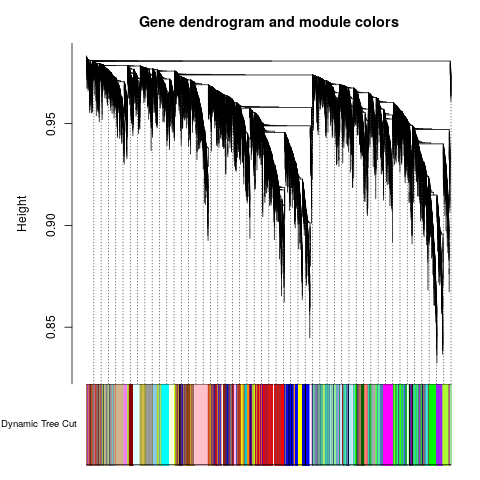 Gene dendrogram and module colors
Height
0.95
0.90
0.85
Dynamic Tree Cut